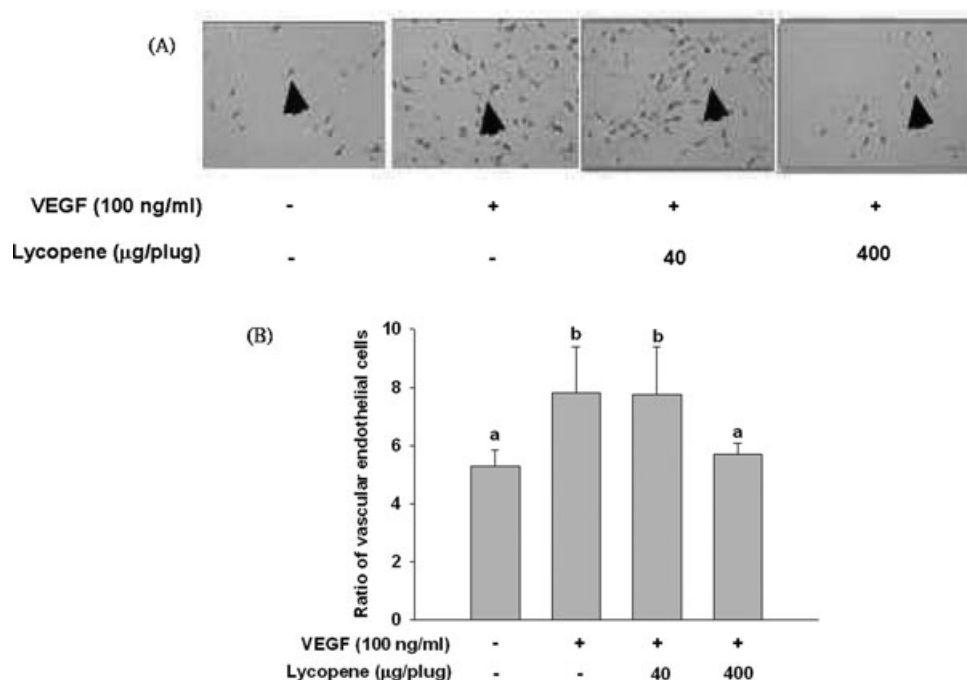 (A)
VEGF (100 ng/ml) - + + +
Lycopene (μg/plug) - - 40 400
(B)
Ratio of vascular endothelial cells
10
8
6
4
2
0
a b b a
VEGF (100 ng/ml) - + + +
Lycopene (μg/plug) - - 40 400